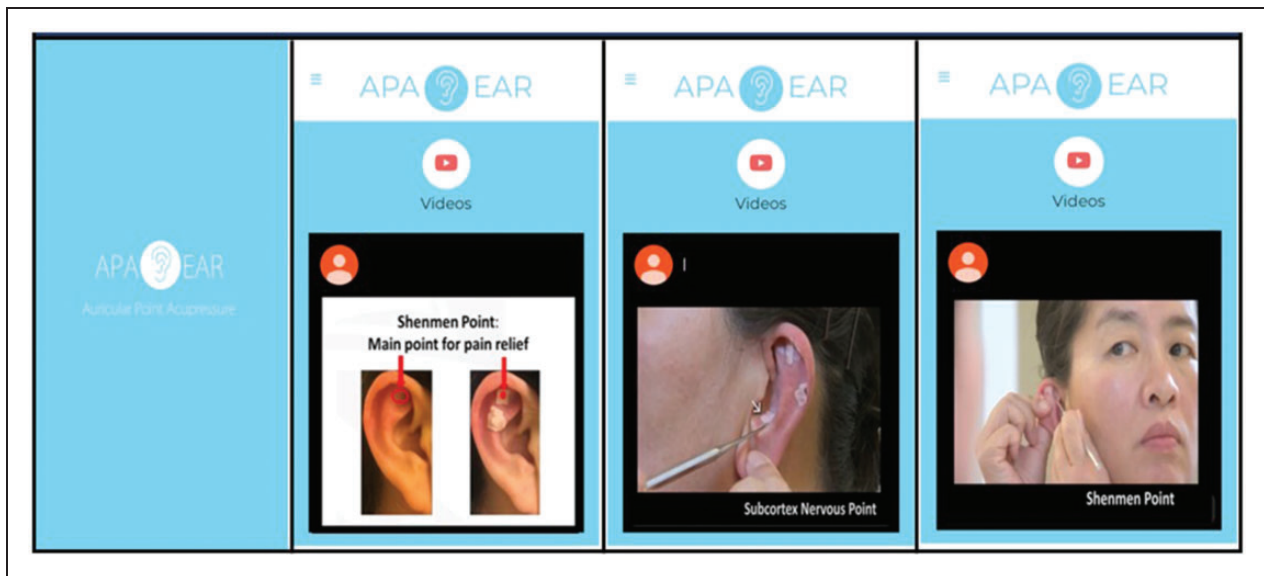 APA EAR
Auricular Point Acupressure
APA EAR
Videos
Shenmen Point:
Main point for pain relief
APA EAR
Videos
Subcortex Nervous Point
APA EAR
Videos
Shenmen Point